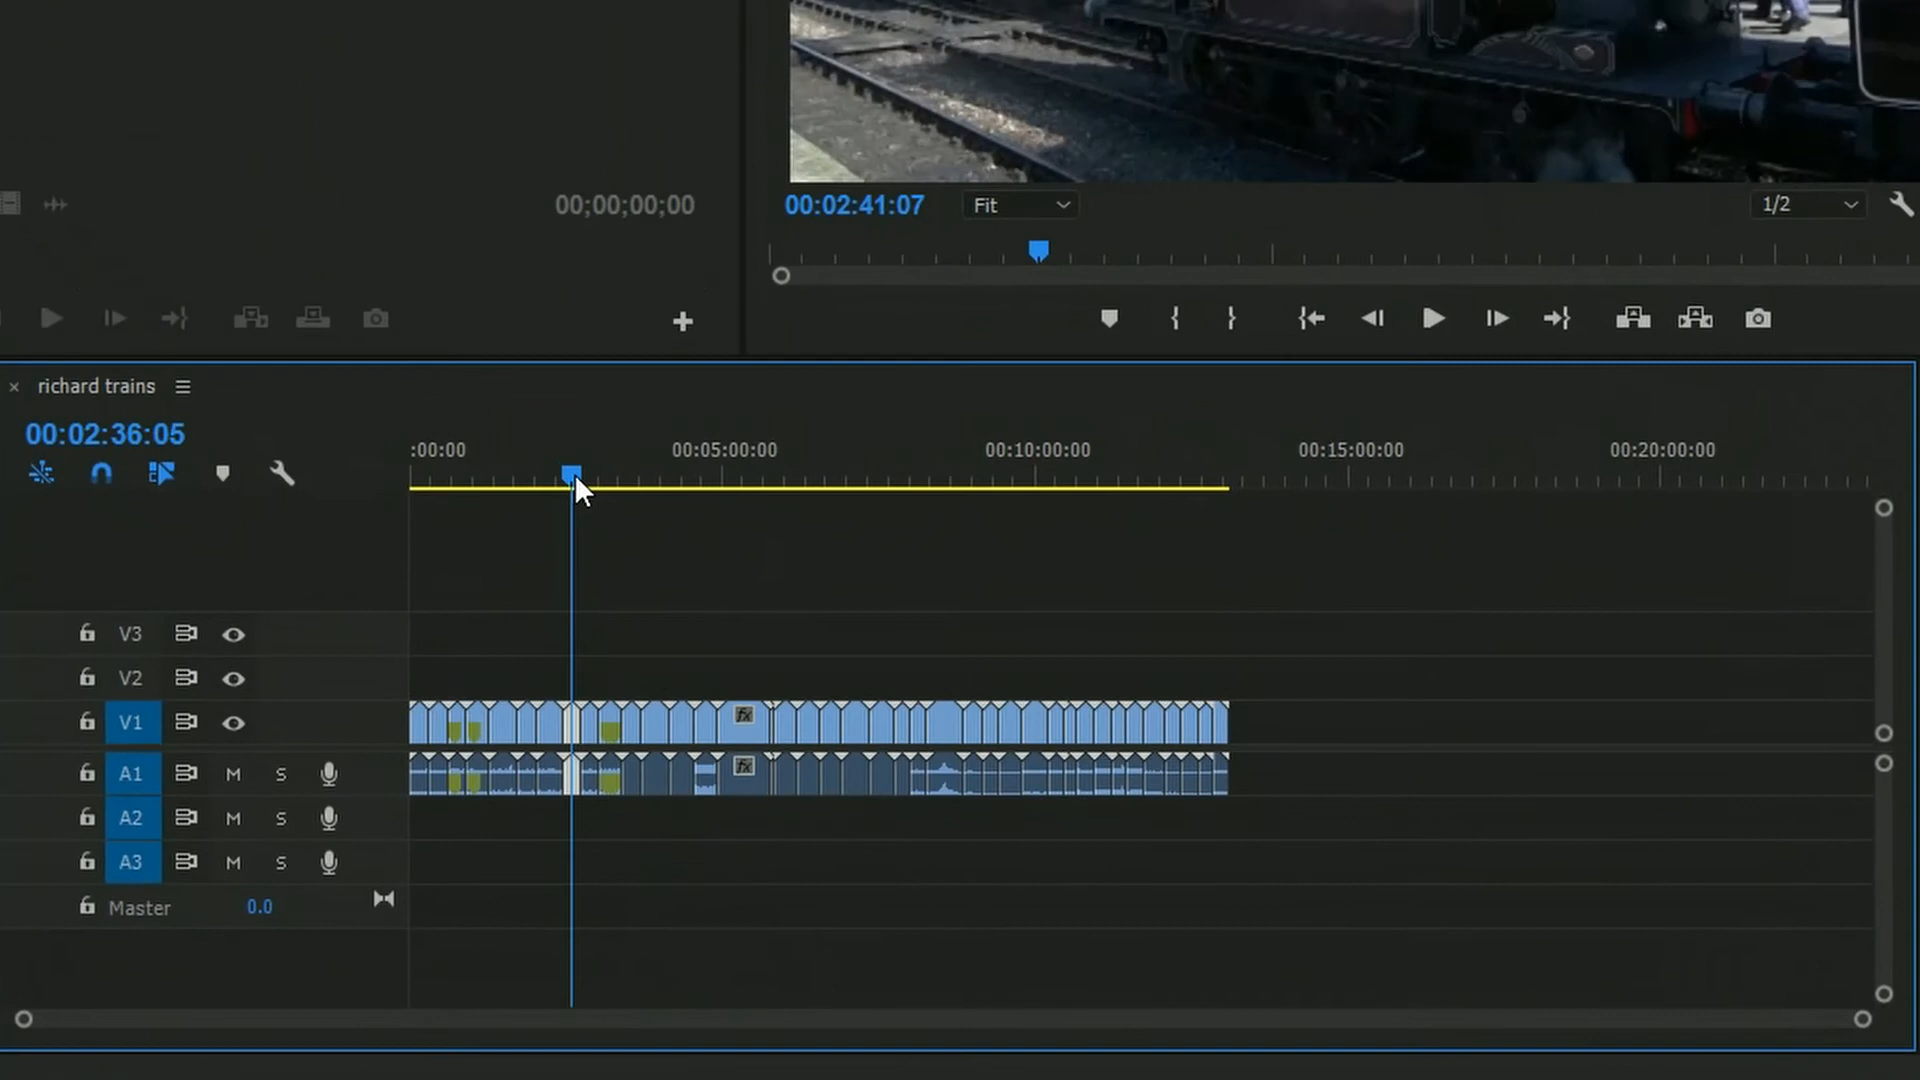 00;00;00;00
00:02:41:07 Fit 1/2
richard trains
00:02:36:05
:00:00 00:05:00:00 00:10:00:00 00:15:00:00 00:20:00:00
V3
V2
V1 fx
A1 M S fx
A2 M S
A3 M S
Master 0.0